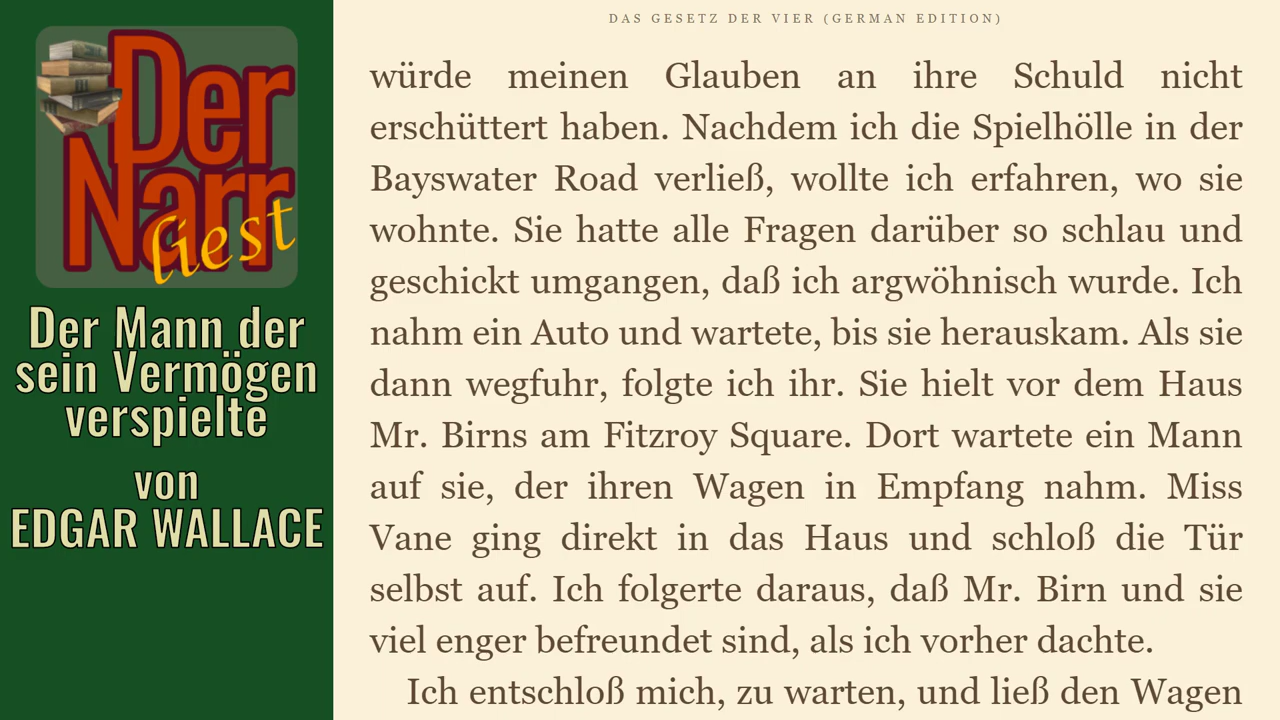 Der
Narr
liest
Der Mann der
sein Vermögen
verspielte
von
EDGAR WALLACE
DAS GESETZ DER VIER (GERMAN EDITION)
würde meinen Glauben an ihre Schuld nicht
erschüttert haben. Nachdem ich die Spielhölle in der
Bayswater Road verließ, wollte ich erfahren, wo sie
wohnte. Sie hatte alle Fragen darüber so schlau und
geschickt umgangen, daß ich argwöhnisch wurde. Ich
nahm ein Auto und wartete, bis sie herauskam. Als sie
dann wegfuhr, folgte ich ihr. Sie hielt vor dem Haus
Mr. Birns am Fitzroy Square. Dort wartete ein Mann
auf sie, der ihren Wagen in Empfang nahm. Miss
Vane ging direkt in das Haus und schloß die Tür
selbst auf. Ich folgerte daraus, daß Mr. Birn und sie
viel enger befreundet sind, als ich vorher dachte.
Ich entschloß mich, zu warten, und ließ den Wagen